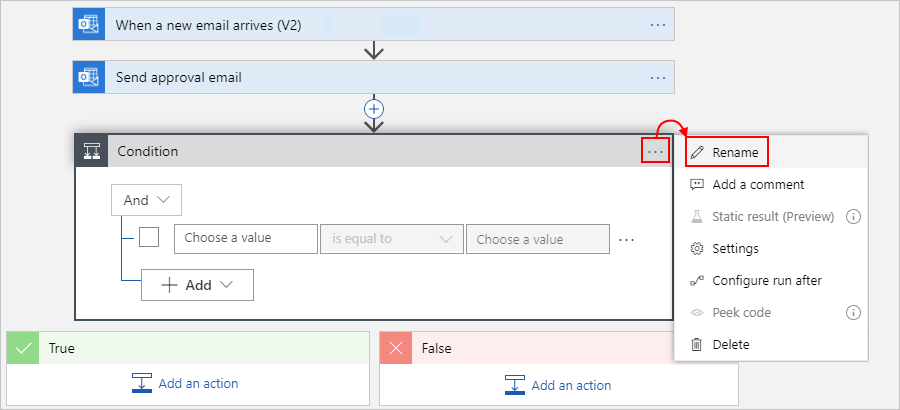 When a new email arrives (V2)
Send approval email
Condition
Rename
Add a comment
Static result (Preview)
Settings
Configure run after
Peek code
Delete
And
Choose a value
is equal to
Choose a value
Add
True
False
Add an action
Add an action